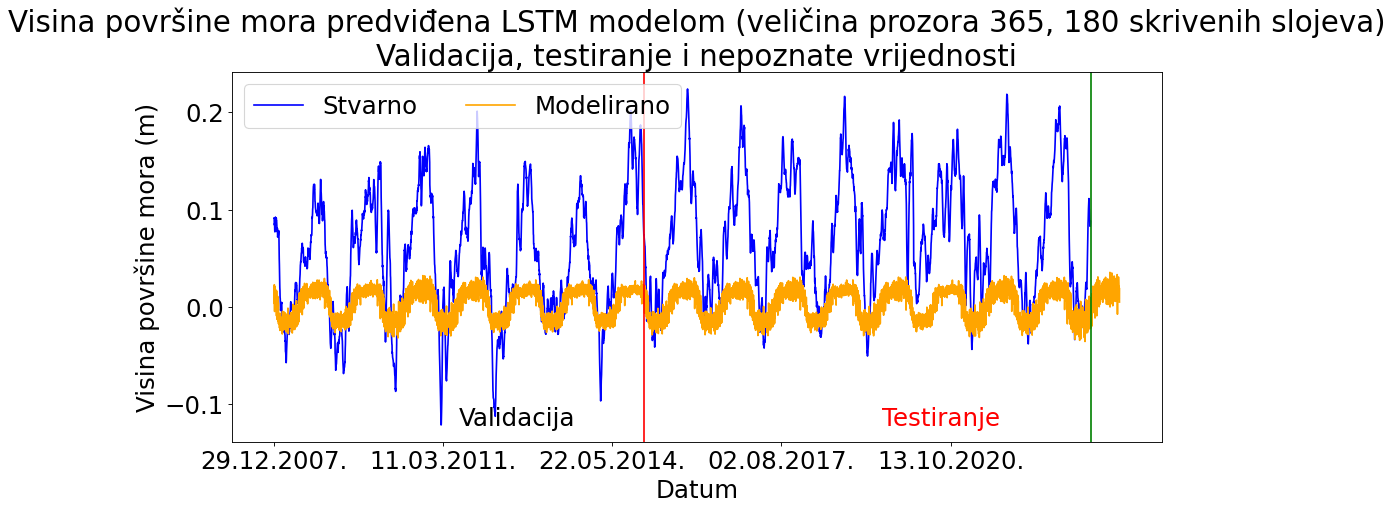 Visina površine mora predviđena LSTM modelom (veličina prozora 365, 180 skrivenih slojeva)
Validacija, testiranje i nepoznate vrijednosti
Stvarno Modelirano
Visina površine mora (m)
0.2
0.1
0.0
−0.1
Validacija Testiranje
29.12.2007. 11.03.2011. 22.05.2014. 02.08.2017. 13.10.2020.
Datum